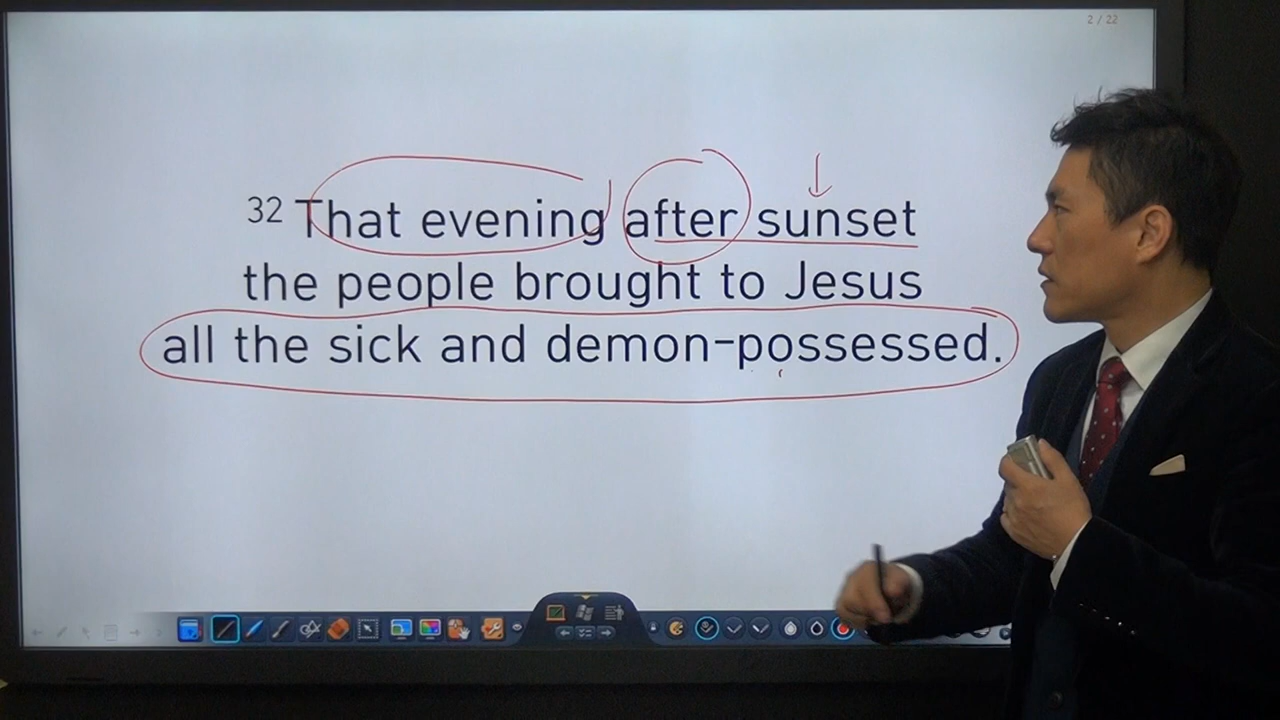 2 / 22
32 That evening after sunset
the people brought to Jesus
all the sick and demon-possessed.